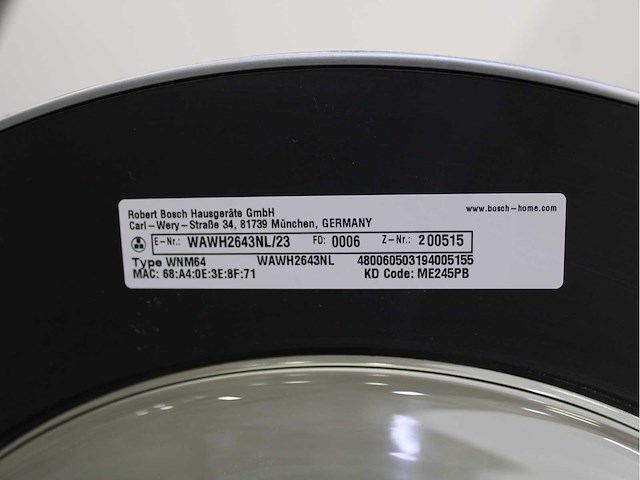 Robert Bosch Hausgeräte GmbH www.bosch-home.com
Carl-Wery-Straße 34, 81739 München, GERMANY
E-Nr.: WAWH2643NL/23 FD: 0006 Z-Nr.: 200515
Type WNM64 WAWH2643NL 480060503194005155
MAC: 68:A4:0E:3E:8F:71 KD Code: ME245PB